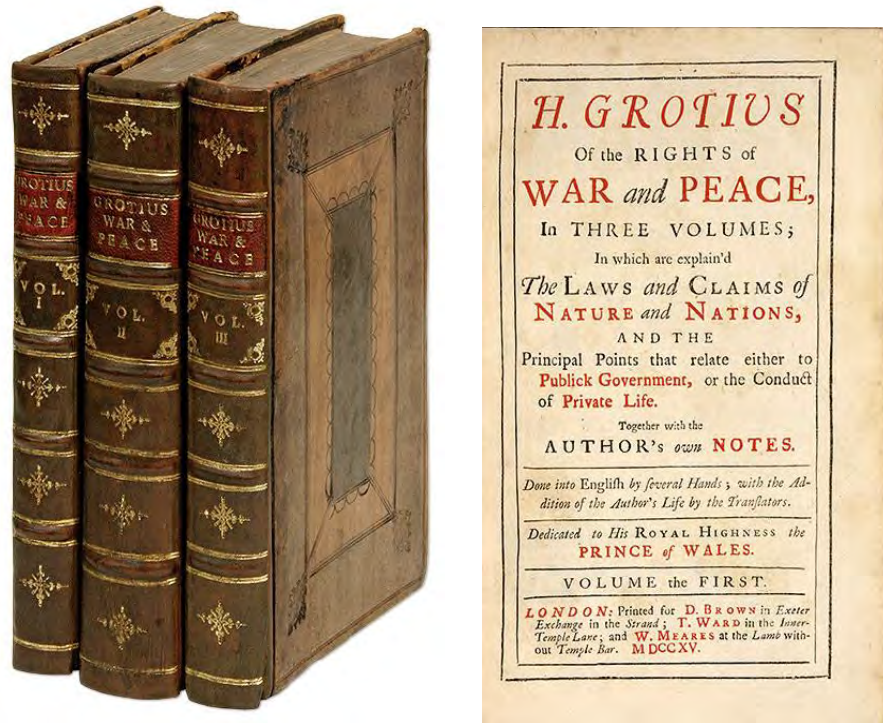 GROTIUS
WAR &
PEACE
VOL.
I
GROTIUS
WAR &
PEACE
VOL.
II
GROTIUS
WAR &
PEACE
VOL.
III
H. GROTIUS
Of the RIGHTS of
WAR and PEACE,
In THREE VOLUMES;
In which are explain'd
The LAWS and CLAIMS of
NATURE and NATIONS,
AND THE
Principal Points that relate either to
Publick Government, or the Conduct
of Private Life.
Together with the
AUTHOR's own NOTES.
Done into Engliſh by ſeveral Hands; with the Ad-
dition of the Author's Life by the Tranſlators.
Dedicated to His ROYAL HIGHNESS the
PRINCE of WALES.
VOLUME the FIRST.
LONDON: Printed for D. BROWN in Exeter
Exchange in the Strand; T. WARD in the Inner-
Temple Lane; and W. MEARES at the Lamb with-
out Temple Bar. MDCCXV.